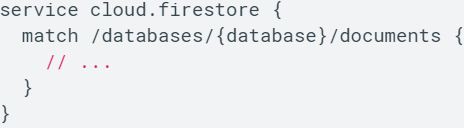 service cloud.firestore {
  match /databases/{database}/documents {
    // ...
  }
}